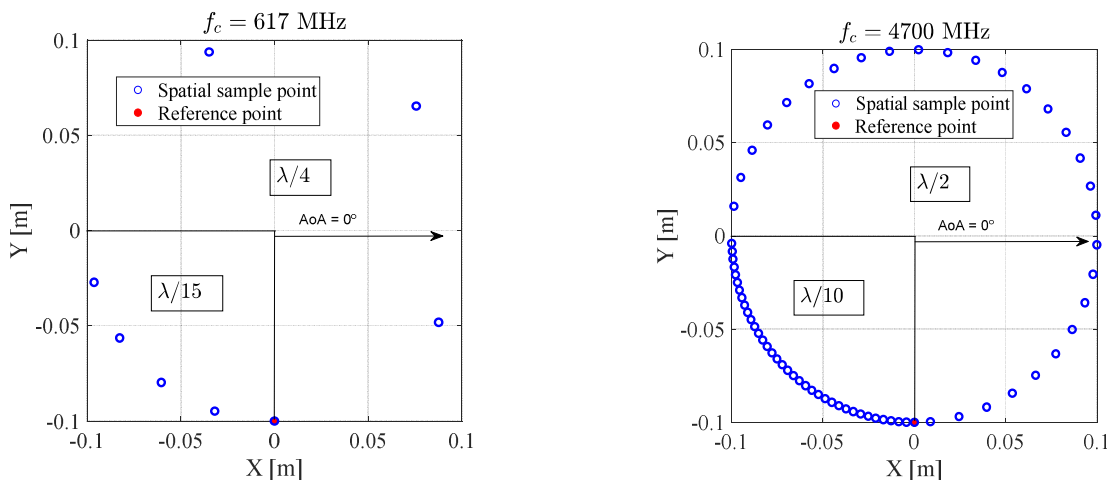 f_c = 617 MHz
0.1
Spatial sample point
Reference point
0.05
λ/4
AoA = 0°
0
Y [m]
λ/15
-0.05
-0.1
-0.1 -0.05 0 0.05 0.1
X [m]
f_c = 4700 MHz
0.1
Spatial sample point
Reference point
0.05
λ/2
AoA = 0°
0
Y [m]
λ/10
-0.05
-0.1
-0.1 -0.05 0 0.05 0.1
X [m]